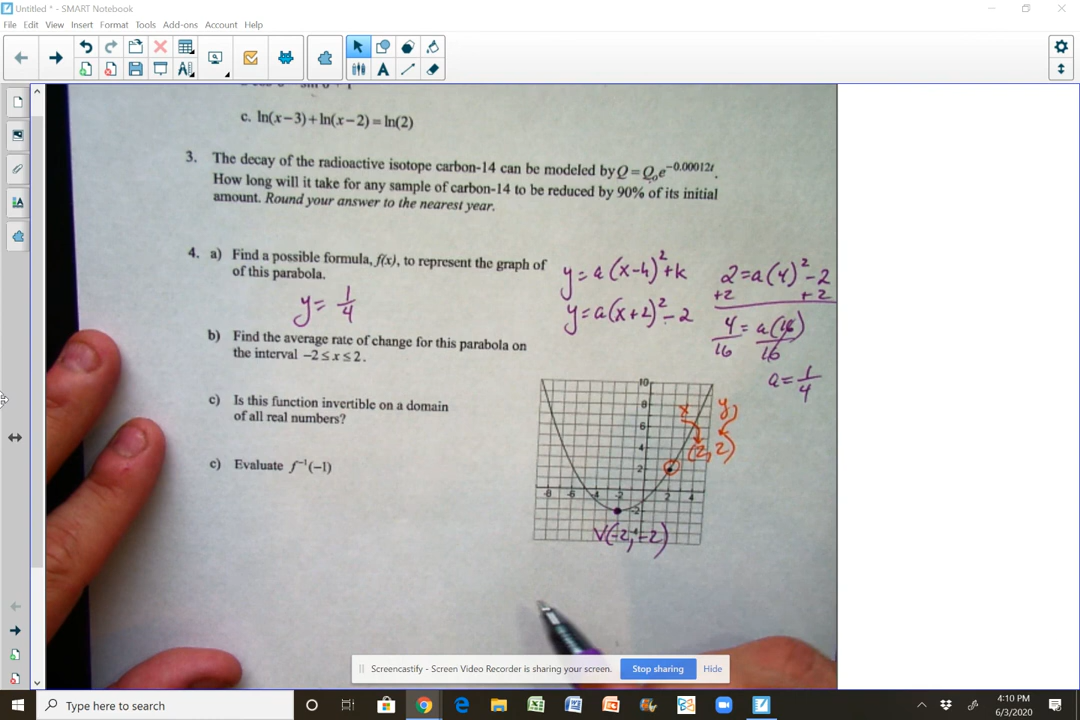 Untitled * - SMART Notebook
File Edit View Insert Format Tools Add-ons Account Help
c. ln(x−3)+ln(x−2)=ln(2)
3. The decay of the radioactive isotope carbon-14 can be modeled by Q = Q₀e^−0.00012t.
How long will it take for any sample of carbon-14 to be reduced by 90% of its initial
amount. Round your answer to the nearest year.
4. a) Find a possible formula, f(x), to represent the graph of
of this parabola.
y = 1/4
y = a(x-h)²+k
y = a(x+2)²-2
2=a(4)²-2
+2 +2
4 = a(16)
16 16
a = 1/4
b) Find the average rate of change for this parabola on
the interval −2 ≤ x ≤ 2.
c) Is this function invertible on a domain
of all real numbers?
c) Evaluate f⁻¹(−1)
10
8
6
4
2
-8 -6 -4 -2 2 4
-2
-4
x y
(2, 2)
V(-2, -2)
Screencastify - Screen Video Recorder is sharing your screen. Stop sharing Hide
Type here to search
4:10 PM
6/3/2020